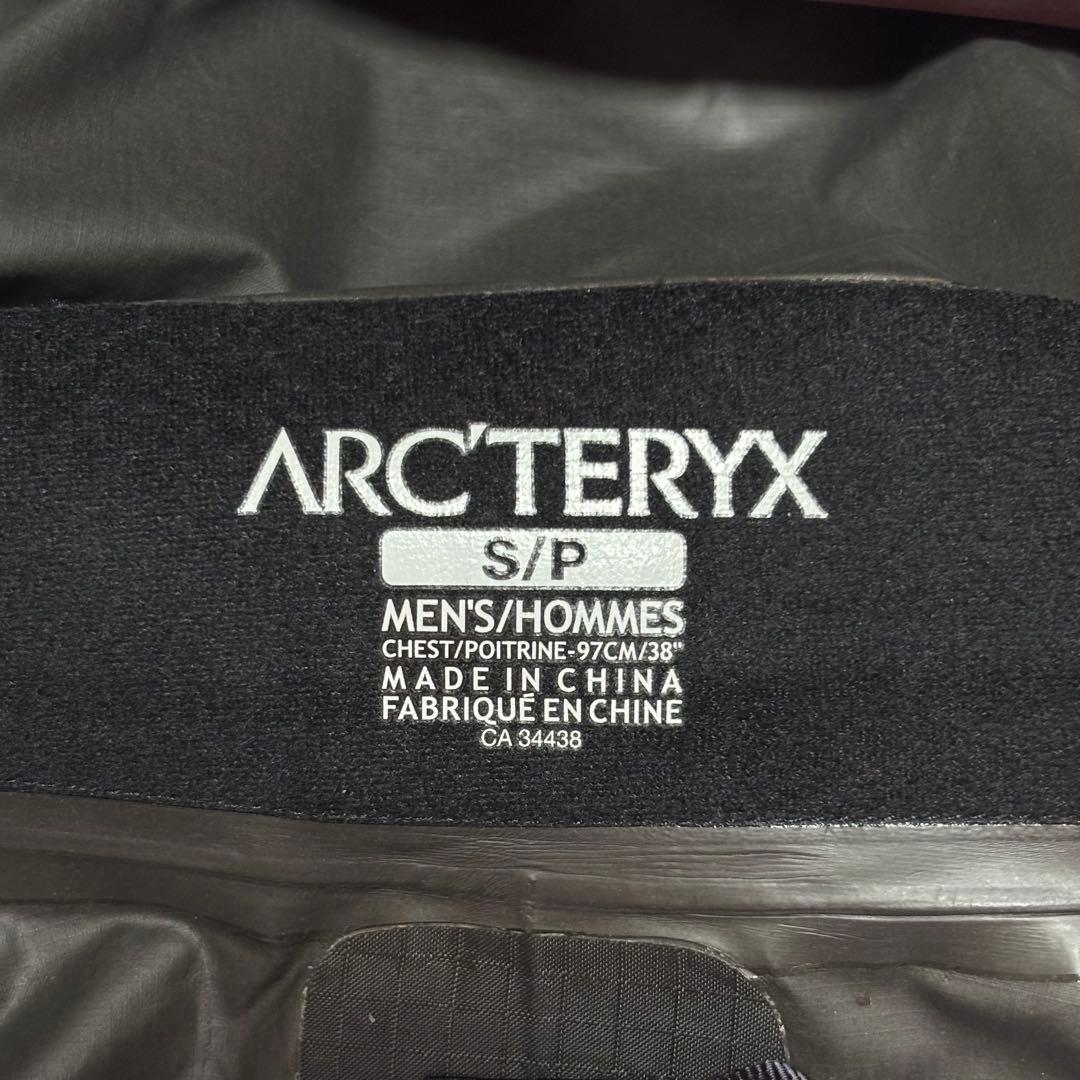 ARC'TERYX
S/P
MEN'S/HOMMES
CHEST/POITRINE-97CM/38"
MADE IN CHINA
FABRIQUÉ EN CHINE
CA 34438